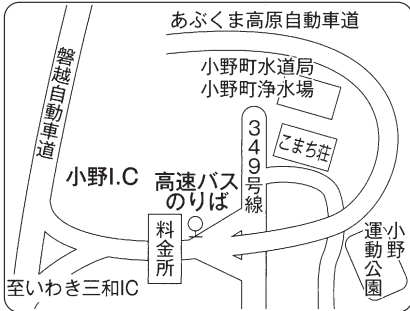 あぶくま高原自動車道
小野町水道局
小野町浄水場
磐越自動車道
349号線
こまち荘
小野I.C
高速バス
のりば
料金所
小野
運動公園
至いわき三和IC